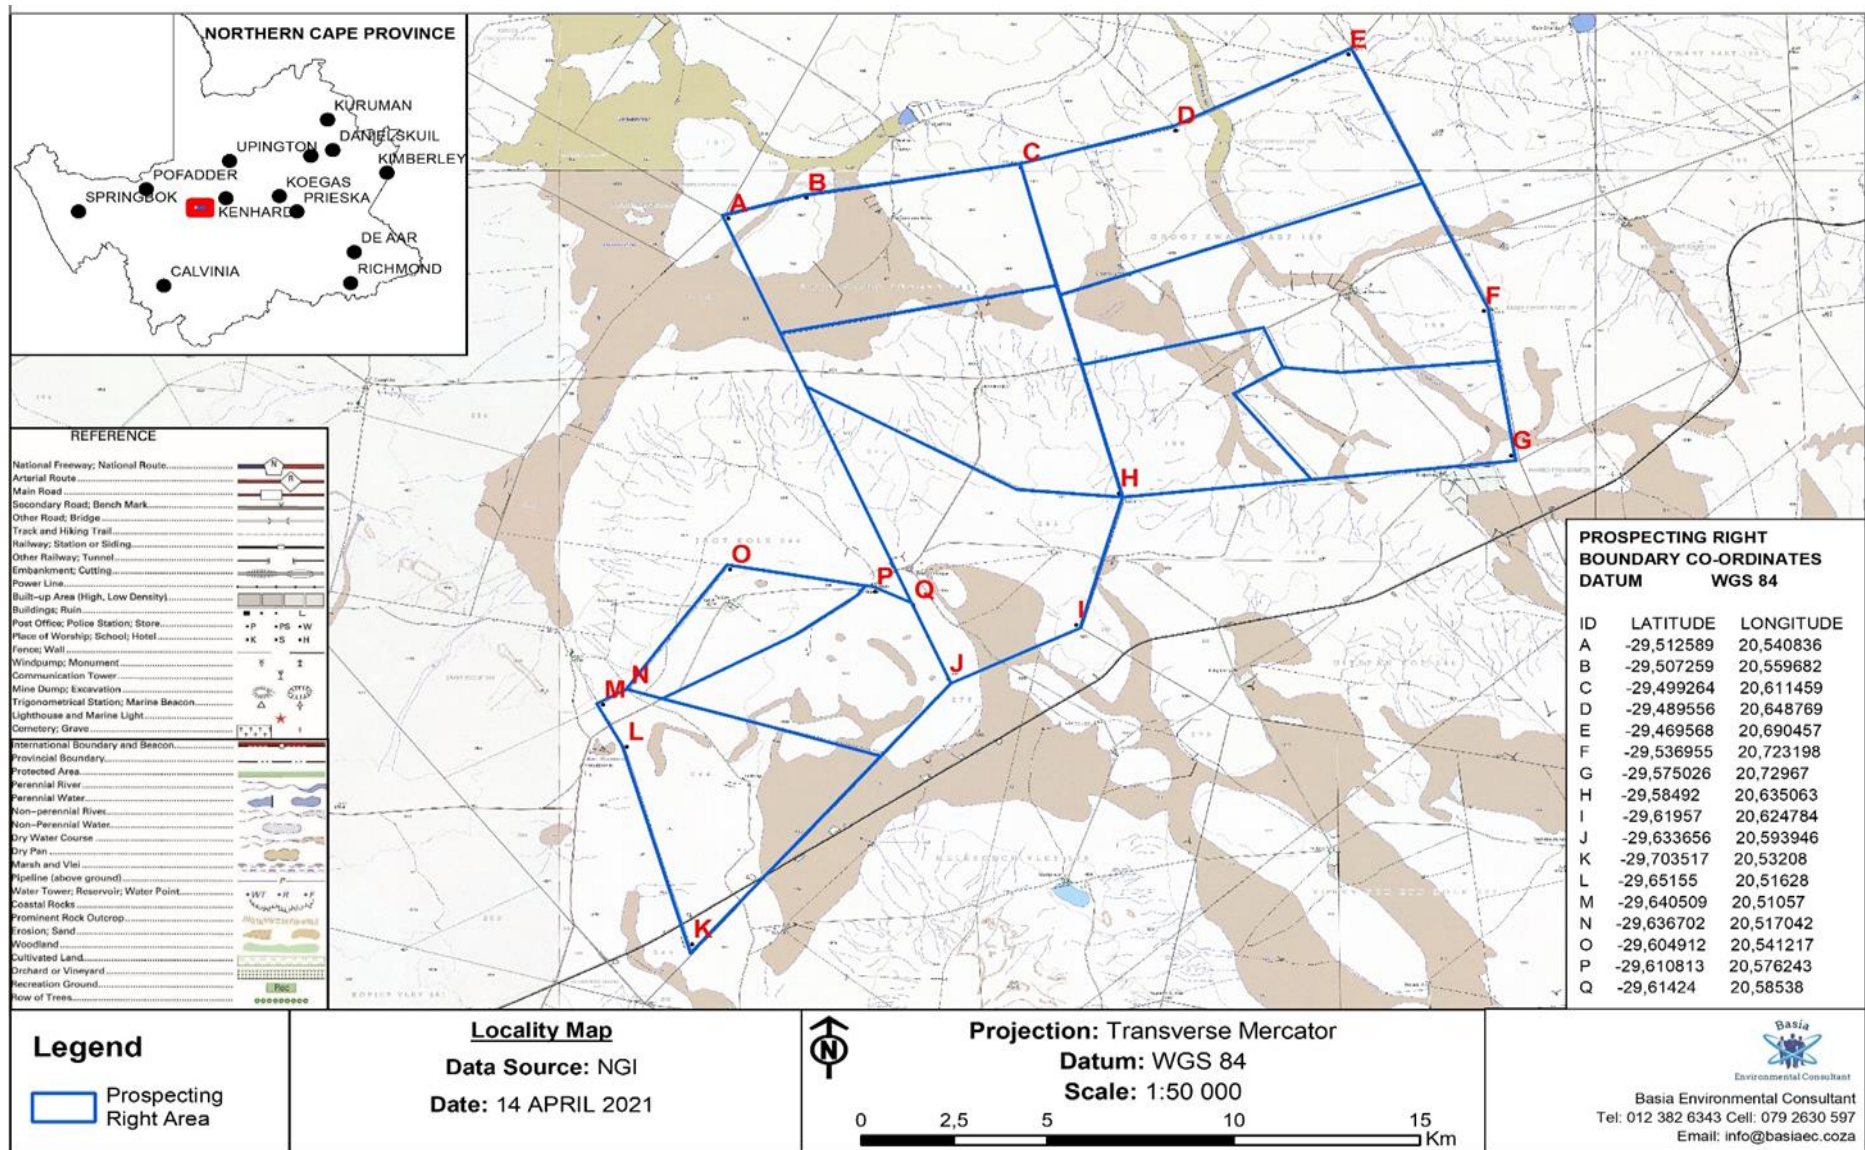 NORTHERN CAPE PROVINCE
KURUMAN
DANIELSKUIL
UPINGTON
KIMBERLEY
POFADDER
SPRINGBOK
KOEGAS
PRIESKA
KENHARD
DE AAR
CALVINIA
RICHMOND
E
D
C
B
A
F
G
H
O
P
Q
I
J
N
M
L
K
REFERENCE
National Freeway; National Route
N
Arterial Route
R
Main Road
Secondary Road; Bench Mark
Other Road; Bridge
Track and Hiking Trail
Railway; Station or Siding
Other Railway; Tunnel
Embankment; Cutting
Power Line
Built-up Area (High, Low Density)
Buildings; Ruin
Post Office; Police Station; Store
•P •PS •W
Place of Worship; School; Hotel
•K •S •H
Fence; Wall
Windpump; Monument
Communication Tower
Mine Dump; Excavation
Trigonometrical Station; Marine Beacon
Lighthouse and Marine Light
Cemetery; Grave
International Boundary and Beacon
Provincial Boundary
Protected Area
Perennial River
Perennial Water
Non-perennial River
Non-Perennial Water
Dry Water Course
Dry Pan
Marsh and Vlei
Pipeline (above ground)
P
Water Tower; Reservoir; Water Point
•WT •R •F
Coastal Rocks
Prominent Rock Outcrop
Erosion; Sand
Woodland
Cultivated Land
Orchard or Vineyard
Recreation Ground
Rec
Row of Trees
PROSPECTING RIGHT
BOUNDARY CO-ORDINATES
DATUM WGS 84
ID LATITUDE LONGITUDE
A -29,512589 20,540836
B -29,507259 20,559682
C -29,499264 20,611459
D -29,489556 20,648769
E -29,469568 20,690457
F -29,536955 20,723198
G -29,575026 20,72967
H -29,58492 20,635063
I -29,61957 20,624784
J -29,633656 20,593946
K -29,703517 20,53208
L -29,65155 20,51628
M -29,640509 20,51057
N -29,636702 20,517042
O -29,604912 20,541217
P -29,610813 20,576243
Q -29,61424 20,58538
Legend
Prospecting
Right Area
Locality Map
Data Source: NGI
Date: 14 APRIL 2021
N
Projection: Transverse Mercator
Datum: WGS 84
Scale: 1:50 000
0 2,5 5 10 15
Km
Basia
Environmental Consultant
Basia Environmental Consultant
Tel: 012 382 6343 Cell: 079 2630 597
Email: info@basiaec.coza